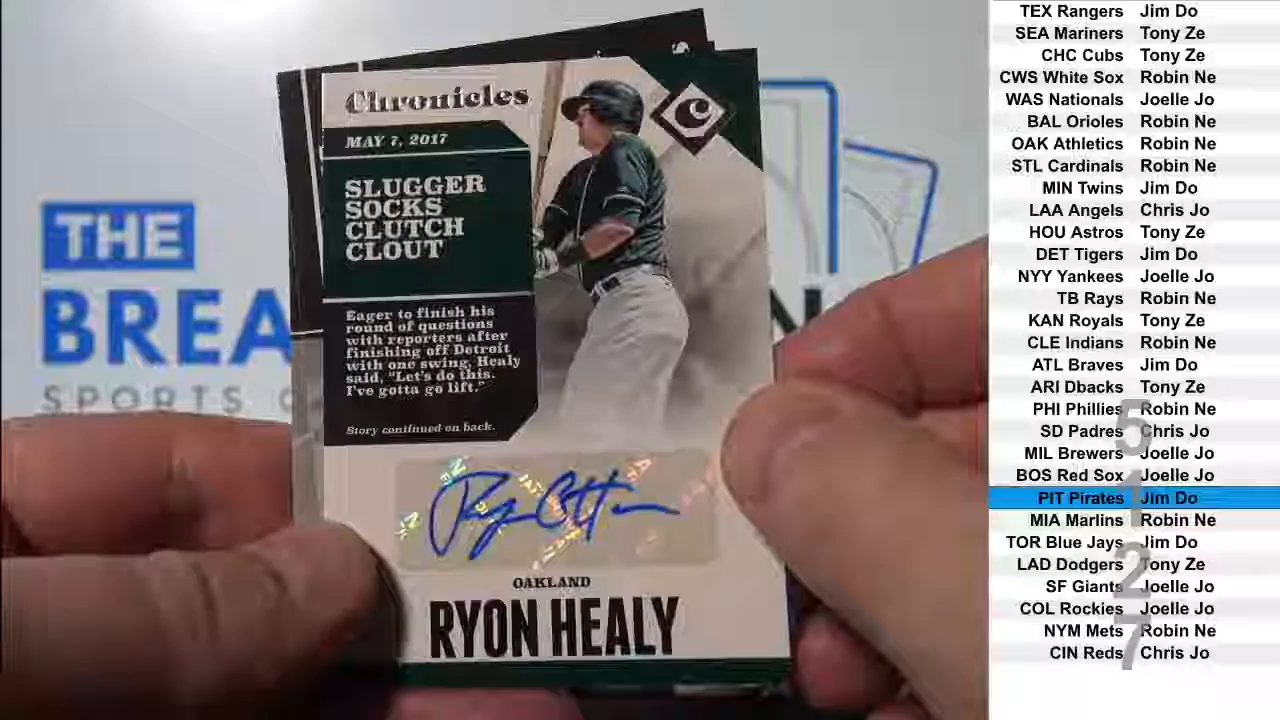 Chronicles
C
MAY 7, 2017
SLUGGER
SOCKS
CLUTCH
CLOUT
Eager to finish his
round of questions
with reporters after
finishing off Detroit
with one swing, Healy
said, "Let's do this.
I've gotta go lift."
Story continued on back.
OAKLAND
RYON HEALY
THE
BREA
SPORTS
N
TEX Rangers Jim Do
SEA Mariners Tony Ze
CHC Cubs Tony Ze
CWS White Sox Robin Ne
WAS Nationals Joelle Jo
BAL Orioles Robin Ne
OAK Athletics Robin Ne
STL Cardinals Robin Ne
MIN Twins Jim Do
LAA Angels Chris Jo
HOU Astros Tony Ze
DET Tigers Jim Do
NYY Yankees Joelle Jo
TB Rays Robin Ne
KAN Royals Tony Ze
CLE Indians Robin Ne
ATL Braves Jim Do
ARI Dbacks Tony Ze
PHI Phillies Robin Ne
SD Padres Chris Jo
MIL Brewers Joelle Jo
BOS Red Sox Joelle Jo
PIT Pirates Jim Do
MIA Marlins Robin Ne
TOR Blue Jays Jim Do
LAD Dodgers Tony Ze
SF Giants Joelle Jo
COL Rockies Joelle Jo
NYM Mets Robin Ne
CIN Reds Chris Jo
5
1
2
7